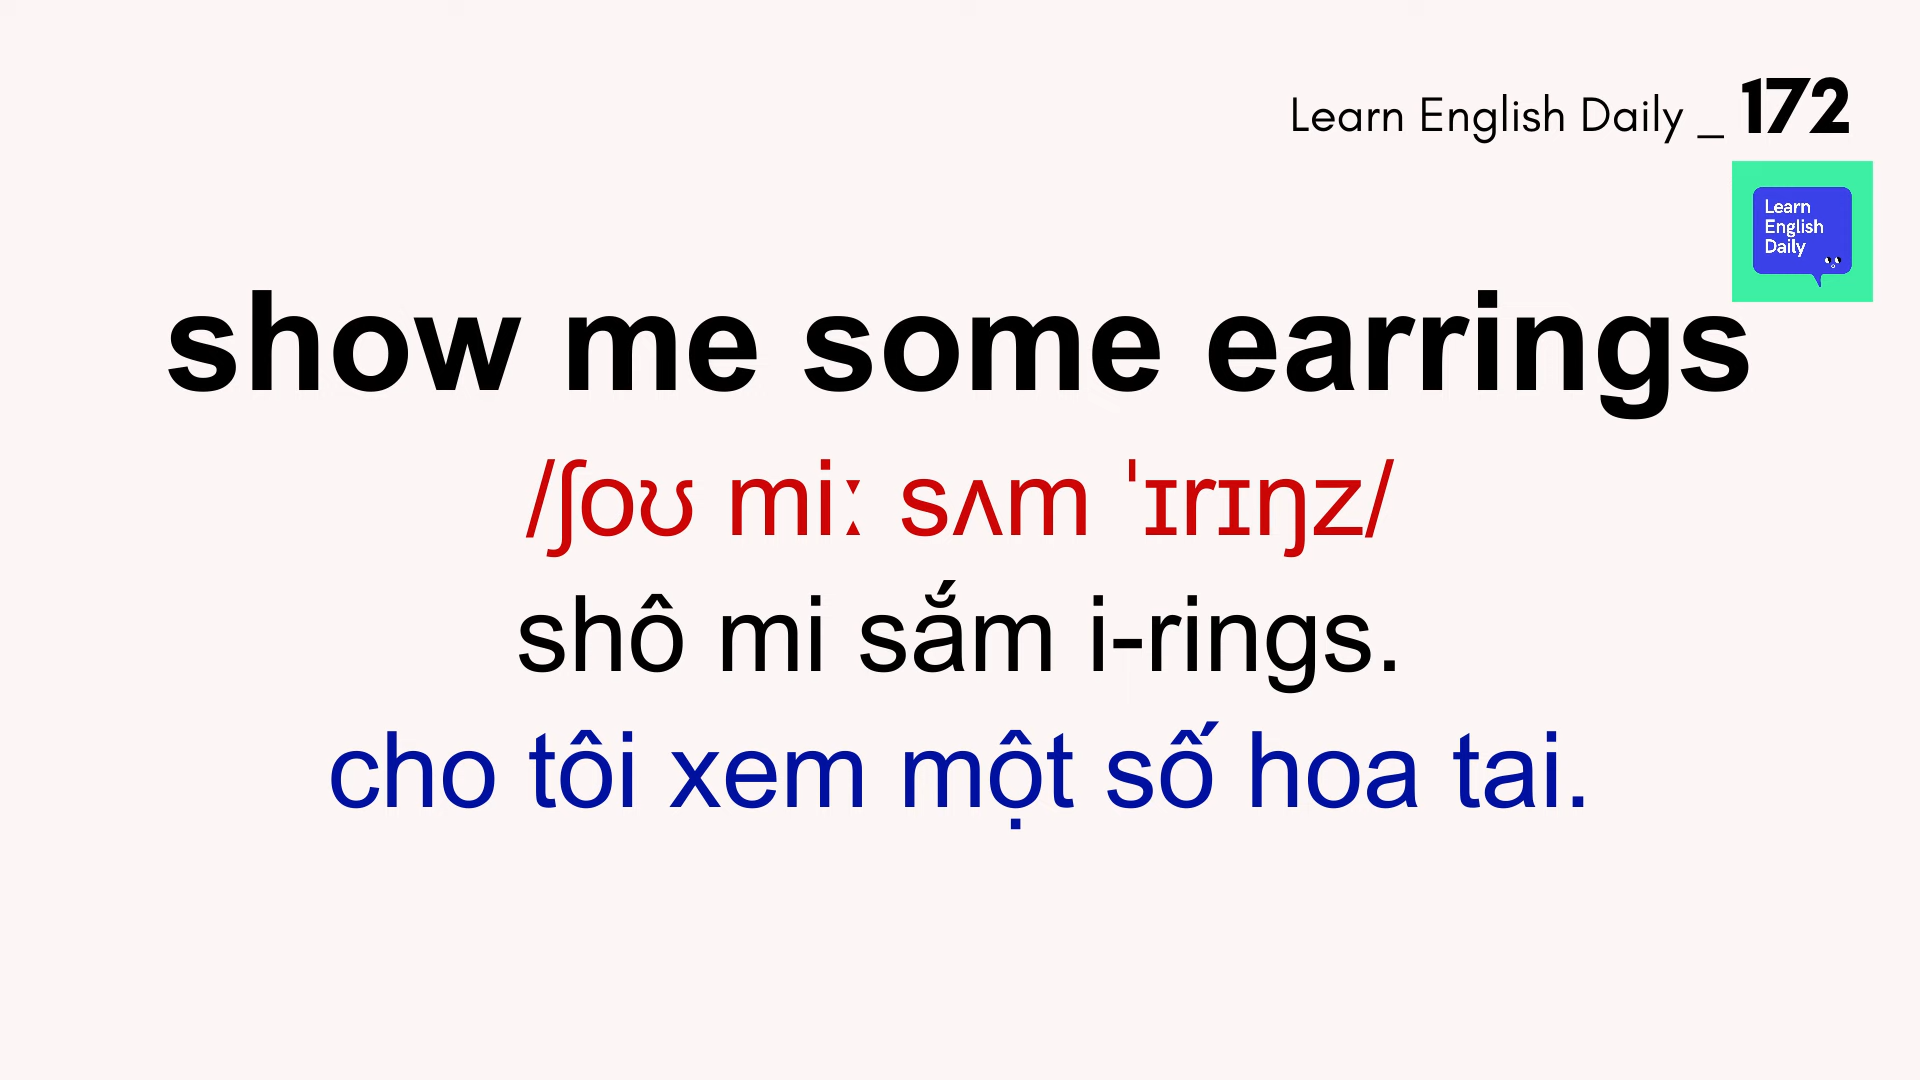 Learn English Daily _ 172
Learn
English
Daily
show me some earrings
/ʃoʊ miː sʌm ˈɪrɪŋz/
shô mi sắm i-rings.
cho tôi xem một số hoa tai.